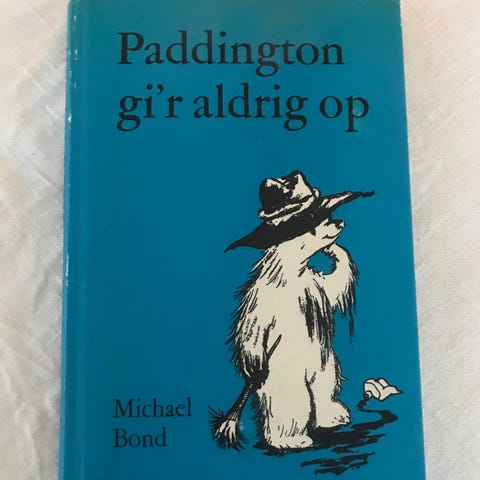 Paddington
gi'r aldrig op
Michael
Bond